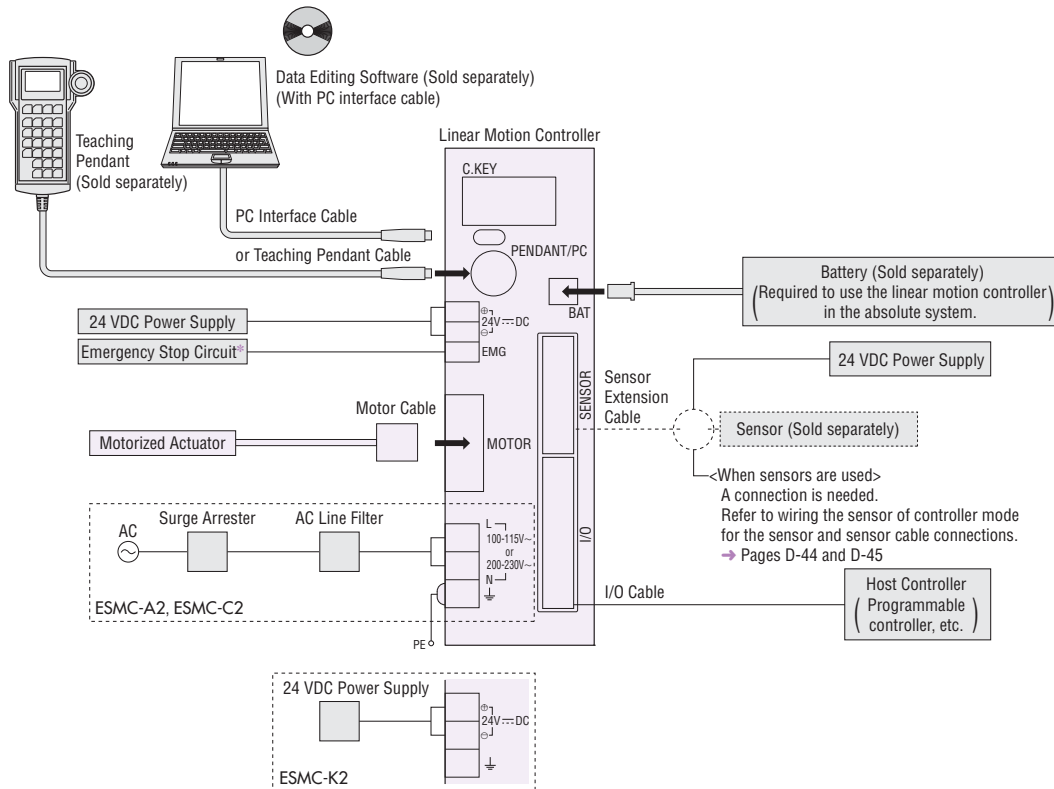 Data Editing Software (Sold separately)
(With PC interface cable)
Teaching
Pendant
(Sold separately)
Linear Motion Controller
C.KEY
PC Interface Cable
PENDANT/PC
or Teaching Pendant Cable
BAT
Battery (Sold separately)
(Required to use the linear motion controller
in the absolute system.)
24 VDC Power Supply
⊕
24V⎓DC
⊖
Emergency Stop Circuit*
EMG
24 VDC Power Supply
SENSOR
Sensor
Extension
Cable
Sensor (Sold separately)
Motor Cable
Motorized Actuator
MOTOR
<When sensors are used>
A connection is needed.
Refer to wiring the sensor of controller mode
for the sensor and sensor cable connections.
→ Pages D-44 and D-45
AC
Surge Arrester
AC Line Filter
L
100-115V~
or
200-230V~
N
I/O
ESMC-A2, ESMC-C2
PE
I/O Cable
Host Controller
(Programmable
controller, etc.)
24 VDC Power Supply
⊕
24V⎓DC
⊖
ESMC-K2